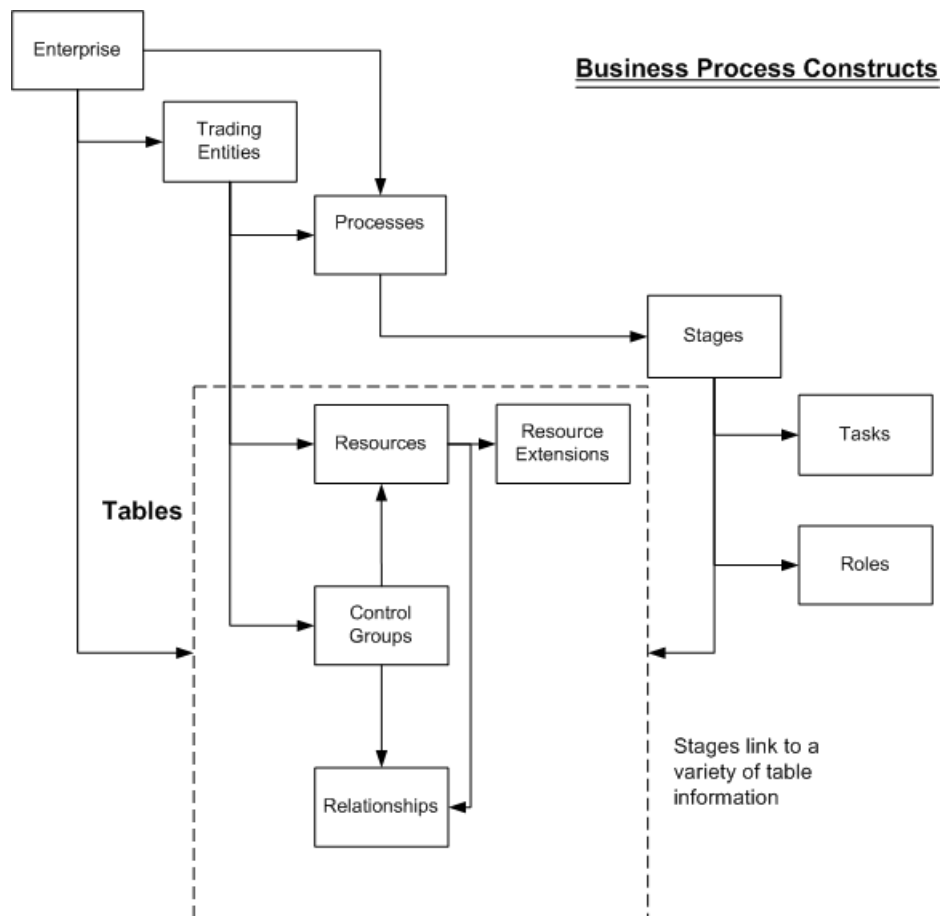 Enterprise
Business Process Constructs
Trading
Entities
Processes
Stages
Resources
Resource
Extensions
Tasks
Tables
Roles
Control
Groups
Stages link to a
variety of table
information
Relationships